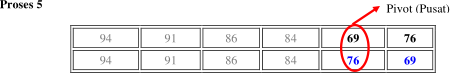 Proses 5
Pivot (Pusat)
94 91 86 84 69 76
94 91 86 84 76 69